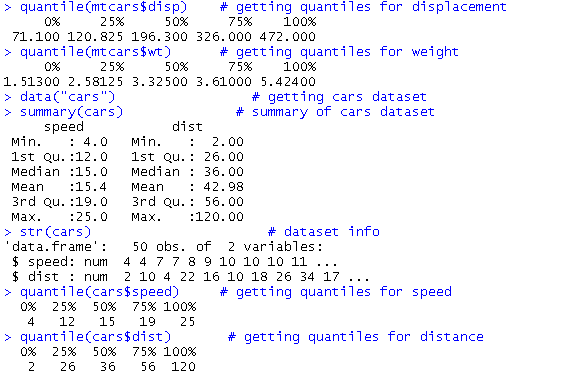 > quantile(mtcars$disp)    # getting quantiles for displacement
     0%     25%     50%     75%    100%
 71.100 120.825 196.300 326.000 472.000
> quantile(mtcars$wt)      # getting quantiles for weight
     0%     25%     50%     75%    100%
1.51300 2.58125 3.32500 3.61000 5.42400
> data("cars")                 # getting cars dataset
> summary(cars)              # summary of cars dataset
     speed           dist
 Min.   : 4.0   Min.   :  2.00
 1st Qu.:12.0   1st Qu.: 26.00
 Median :15.0   Median : 36.00
 Mean   :15.4   Mean   : 42.98
 3rd Qu.:19.0   3rd Qu.: 56.00
 Max.   :25.0   Max.   :120.00
> str(cars)                      # dataset info
'data.frame':   50 obs. of  2 variables:
 $ speed: num  4 4 7 7 8 9 10 10 10 11 ...
 $ dist : num  2 10 4 22 16 10 18 26 34 17 ...
> quantile(cars$speed)     # getting quantiles for speed
  0%  25%  50%  75% 100%
   4   12   15   19   25
> quantile(cars$dist)       # getting quantiles for distance
  0%  25%  50%  75% 100%
   2   26   36   56  120